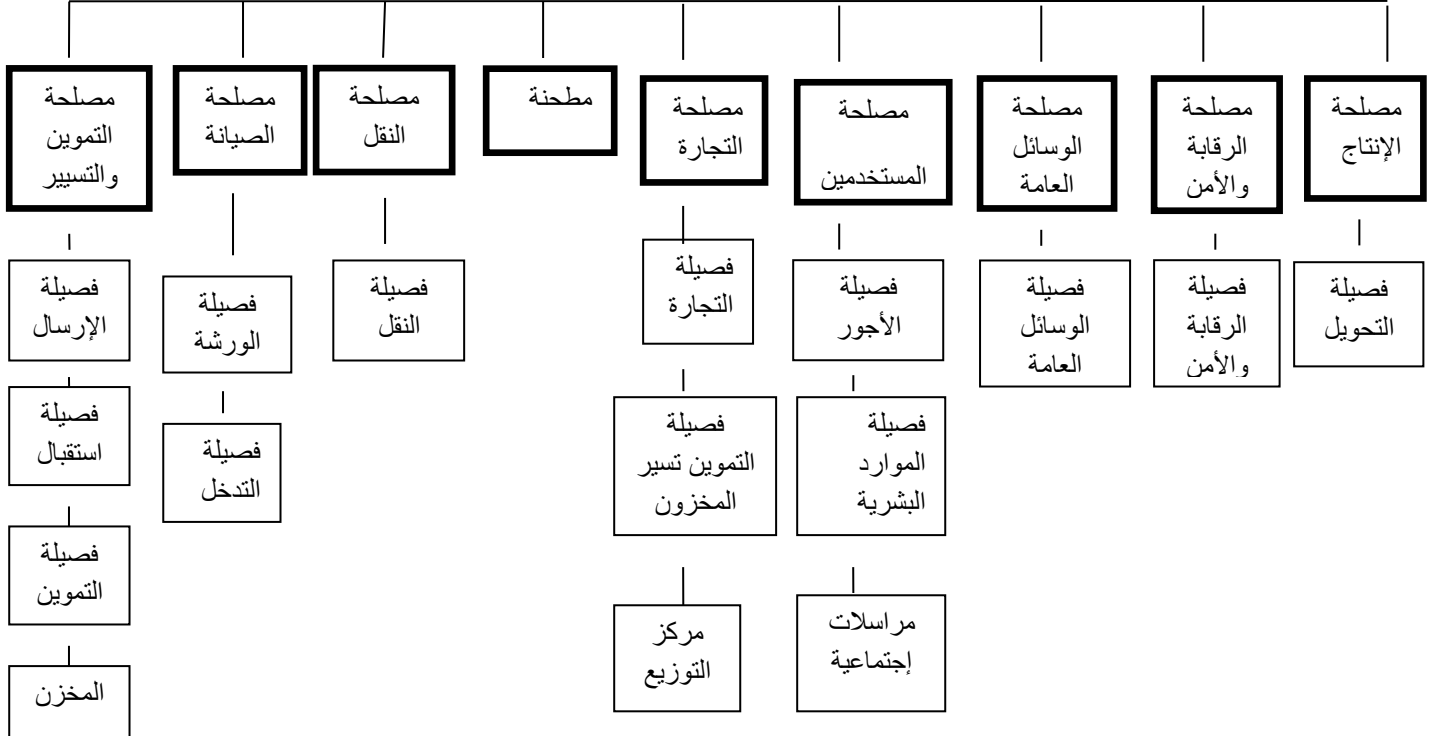 مصلحة
الإنتاج
مصلحة
الرقابة
والأمن
مصلحة
الوسائل
العامة
مصلحة
المستخدمين
مصلحة
التجارة
مطحنة
مصلحة
النقل
مصلحة
الصيانة
مصلحة
التموين
والتسيير
فصيلة
التحويل
فصيلة
الرقابة
والأمن
فصيلة
الوسائل
العامة
فصيلة
الأجور
فصيلة
التجارة
فصيلة
النقل
فصيلة
الورشة
فصيلة
الإرسال
فصيلة
الموارد
البشرية
فصيلة
التموين تسير
المخزون
فصيلة
التدخل
فصيلة
استقبال
فصيلة
التموين
مراسلات
إجتماعية
مركز
التوزيع
المخزن